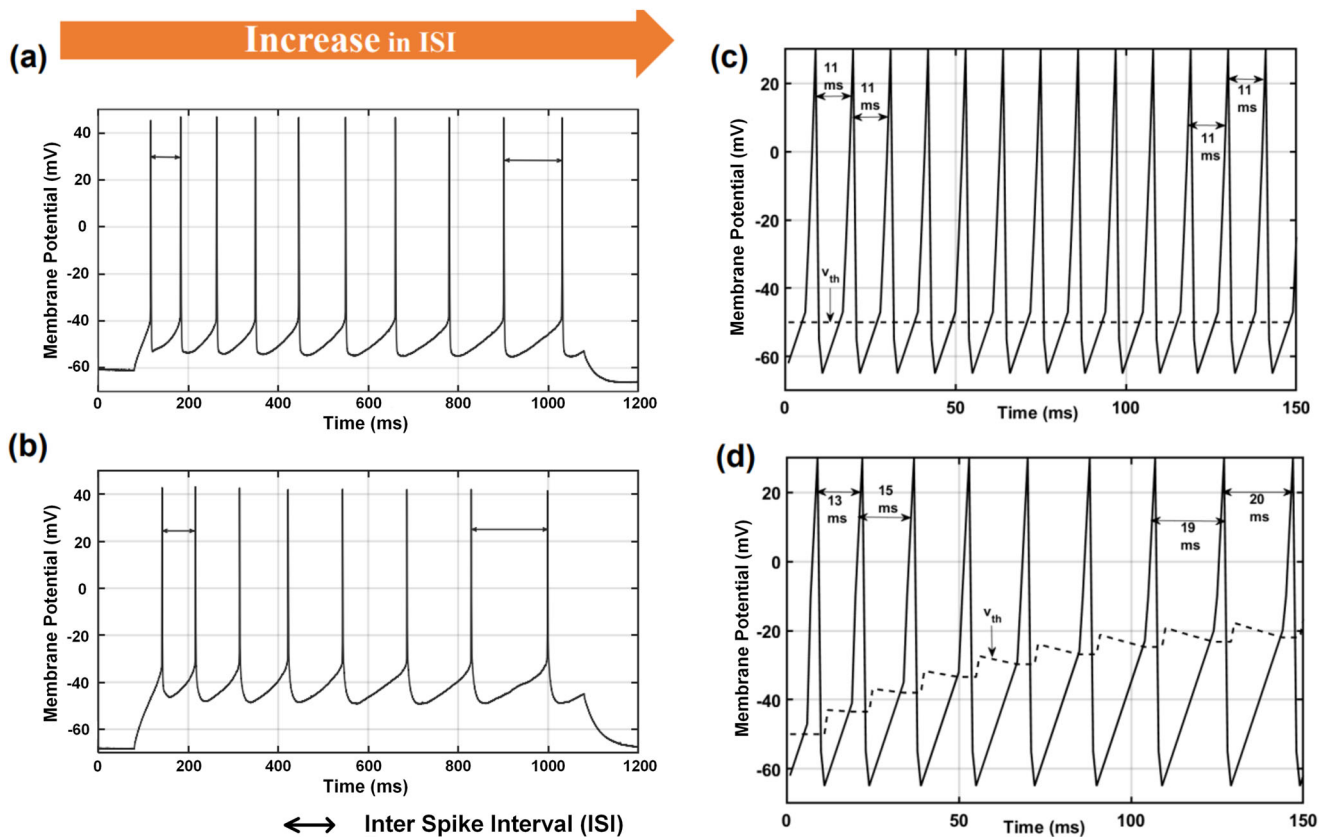 Increase in ISI
(a)
Membrane Potential (mV)
40
20
0
-20
-40
-60
0 200 400 600 800 1000 1200
Time (ms)
(b)
Membrane Potential (mV)
40
20
0
-20
-40
-60
0 200 400 600 800 1000 1200
Time (ms)
Inter Spike Interval (ISI)
(c)
Membrane Potential (mV)
20
0
-20
-40
-60
11
ms
11
ms
11
ms
11
ms
vth
0 50 100 150
Time (ms)
(d)
Membrane Potential (mV)
20
0
-20
-40
-60
13
ms
15
ms
19
ms
20
ms
vth
0 50 100 150
Time (ms)